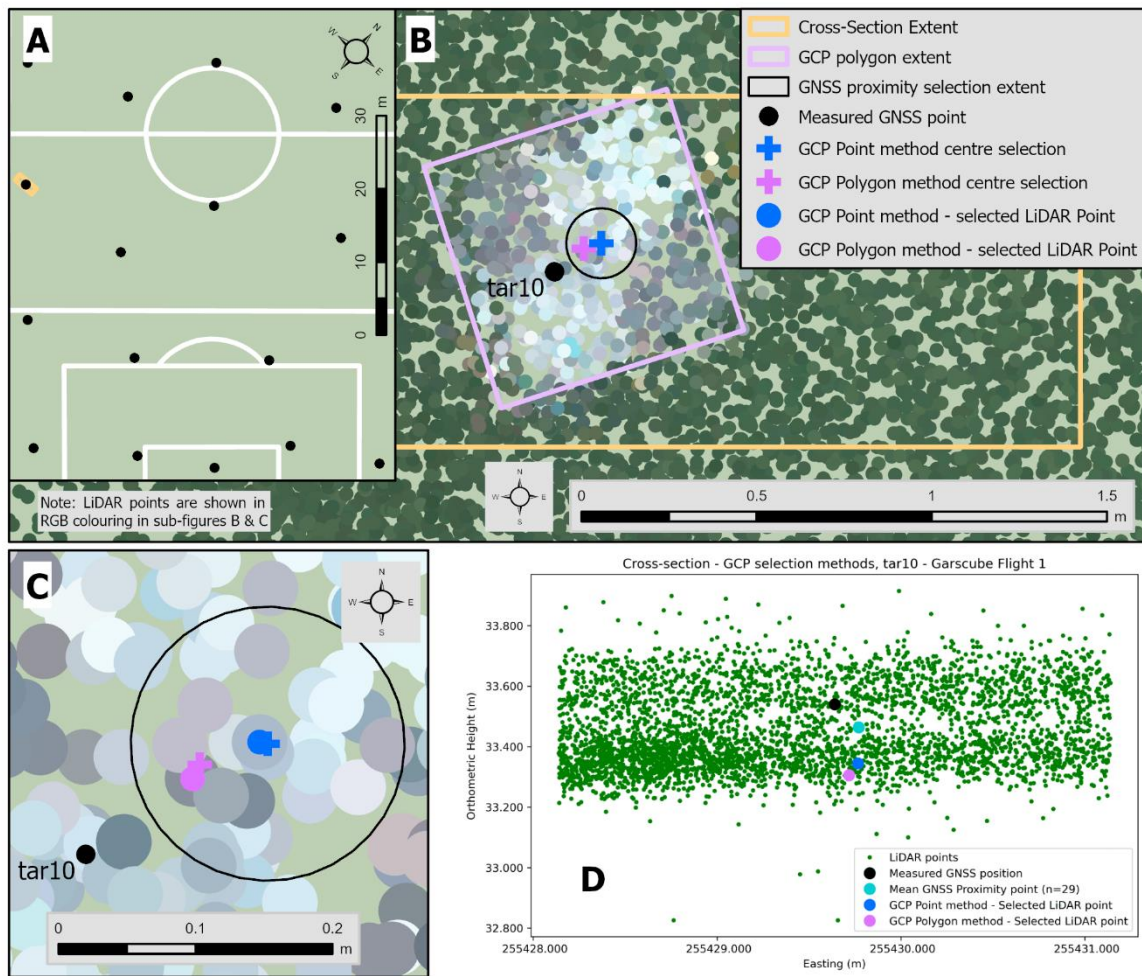 A
N
W
E
S
30
20
10
0
m
Note: LiDAR points are shown in
RGB colouring in sub-figures B & C
B
Cross-Section Extent
GCP polygon extent
GNSS proximity selection extent
Measured GNSS point
GCP Point method centre selection
GCP Polygon method centre selection
GCP Point method - selected LiDAR Point
GCP Polygon method - selected LiDAR Point
tar10
N
W
E
S
0 0.5 1 1.5
m
C
N
W
E
S
tar10
0 0.1 0.2
m
Cross-section - GCP selection methods, tar10 - Garscube Flight 1
Orthometric Height (m)
33.800
33.600
33.400
33.200
33.000
32.800
D
LiDAR points
Measured GNSS position
Mean GNSS Proximity point (n=29)
GCP Point method - Selected LiDAR point
GCP Polygon method - Selected LiDAR point
255428.000 255429.000 255430.000 255431.000
Easting (m)